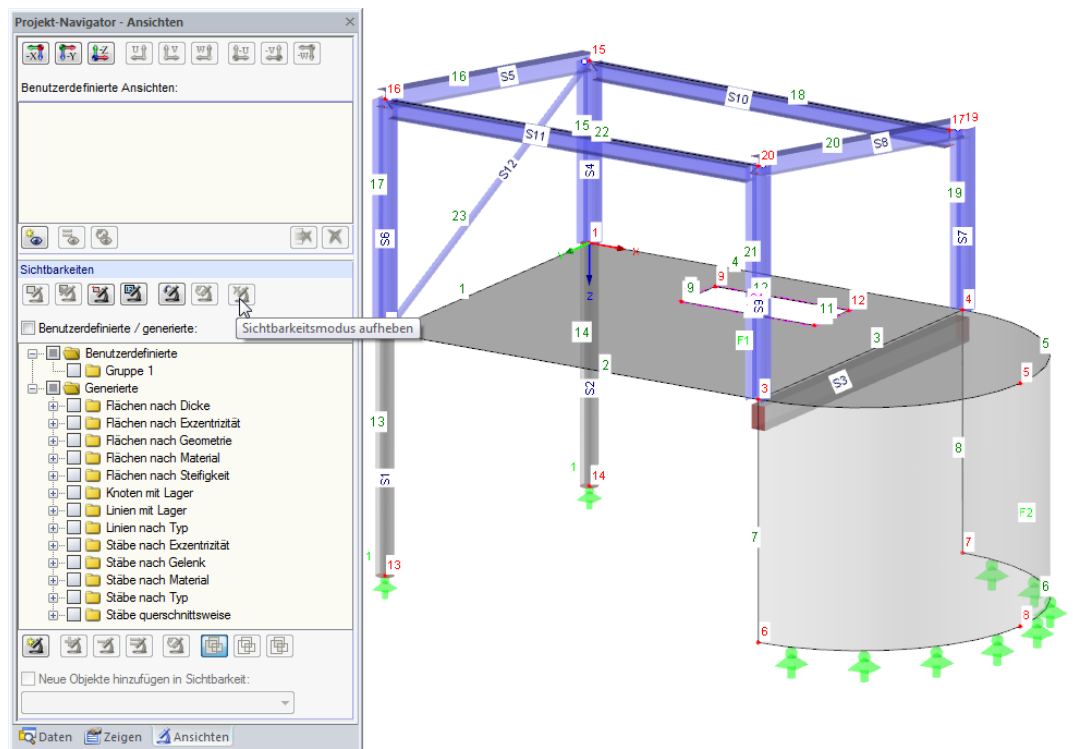 Projekt-Navigator - Ansichten
-X -Y -Z U V W -U -V -W
Benutzerdefinierte Ansichten:
Sichtbarkeiten
Sichtbarkeitsmodus aufheben
Benutzerdefinierte / generierte:
Benutzerdefinierte
Gruppe 1
Generierte
Flächen nach Dicke
Flächen nach Exzentrizität
Flächen nach Geometrie
Flächen nach Material
Flächen nach Steifigkeit
Knoten mit Lager
Linien mit Lager
Linien nach Typ
Stäbe nach Exzentrizität
Stäbe nach Gelenk
Stäbe nach Material
Stäbe nach Typ
Stäbe querschnittsweise
Neue Objekte hinzufügen in Sichtbarkeit:
Daten Zeigen Ansichten
15
16 S5
16 S10 18
15 22 S11 17 19
20 20 S8
S12 S4
17 19
23
S6 1 X S7
21
4
Z
1 9 12
9 S9 11 4
14 F1 3 5
2 5
S2 S3
3
13
8
S1
1 14
F2
7
1 13 7
6
6 8